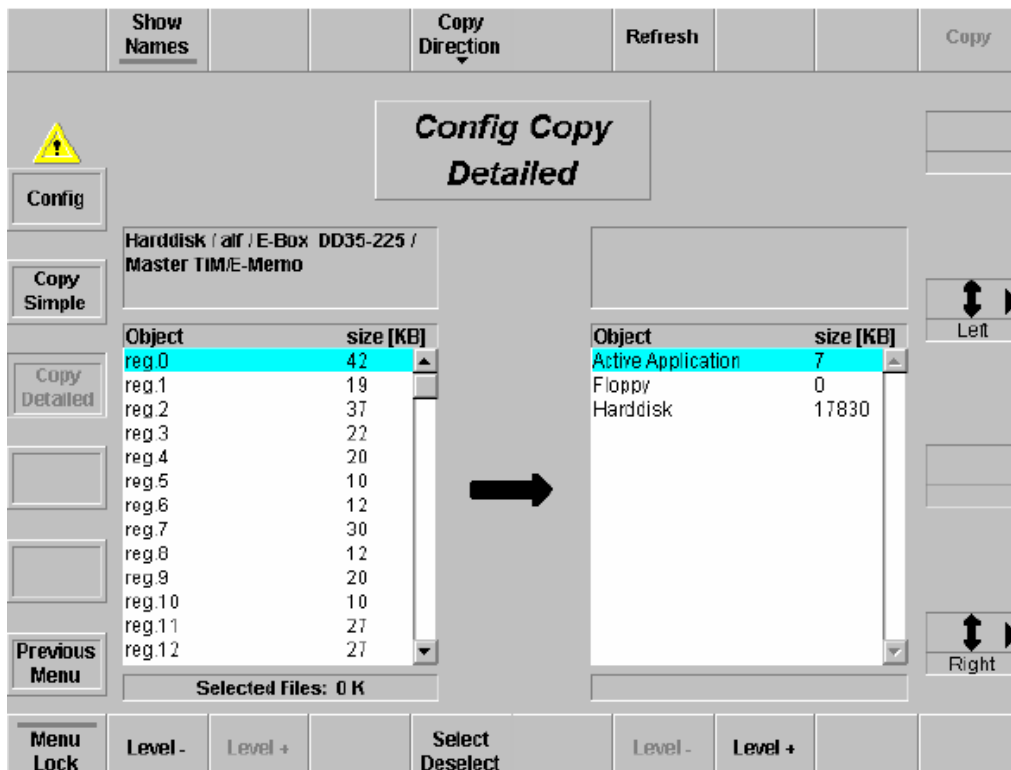 Show
Names
Copy
Direction
Refresh
Copy
Config Copy
Detailed
Config
Copy
Simple
Copy
Detailed
Previous
Menu
Harddisk / alf / E-Box DD35-225 /
Master TIM/E-Memo
Object size [KB]
reg.0 42
reg.1 19
reg.2 37
reg.3 22
reg.4 20
reg.5 10
reg.6 12
reg.7 30
reg.8 12
reg.9 20
reg.10 10
reg.11 27
reg.12 27
Selected Files: 0 K
Object size [KB]
Active Application 7
Floppy 0
Harddisk 17830
Left
Right
Menu
Lock
Level -
Level +
Select
Deselect
Level -
Level +